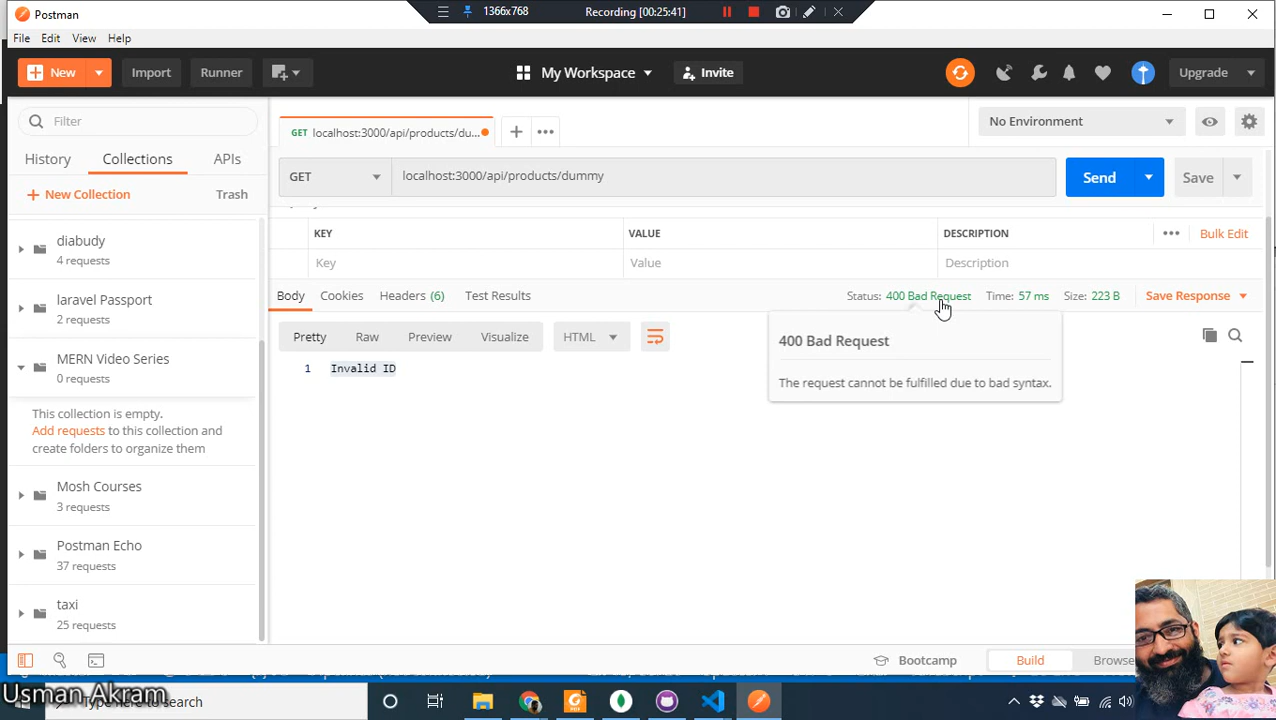 Postman
1366x768
Recording [00:25:41]
File Edit View Help
New
Import
Runner
My Workspace
Invite
Upgrade
Filter
GET localhost:3000/api/products/du...
No Environment
History
Collections
APIs
GET
localhost:3000/api/products/dummy
Send
Save
New Collection
Trash
KEY
VALUE
DESCRIPTION
Bulk Edit
Key
Value
Description
diabudy
4 requests
Body
Cookies
Headers (6)
Test Results
Status: 400 Bad Request
Time: 57 ms
Size: 223 B
Save Response
laravel Passport
2 requests
Pretty
Raw
Preview
Visualize
HTML
400 Bad Request
The request cannot be fulfilled due to bad syntax.
1 Invalid ID
MERN Video Series
0 requests
This collection is empty.
Add requests to this collection and
create folders to organize them
Mosh Courses
3 requests
Postman Echo
37 requests
taxi
25 requests
Bootcamp
Build
Browse
Usman Akram
Type here to search